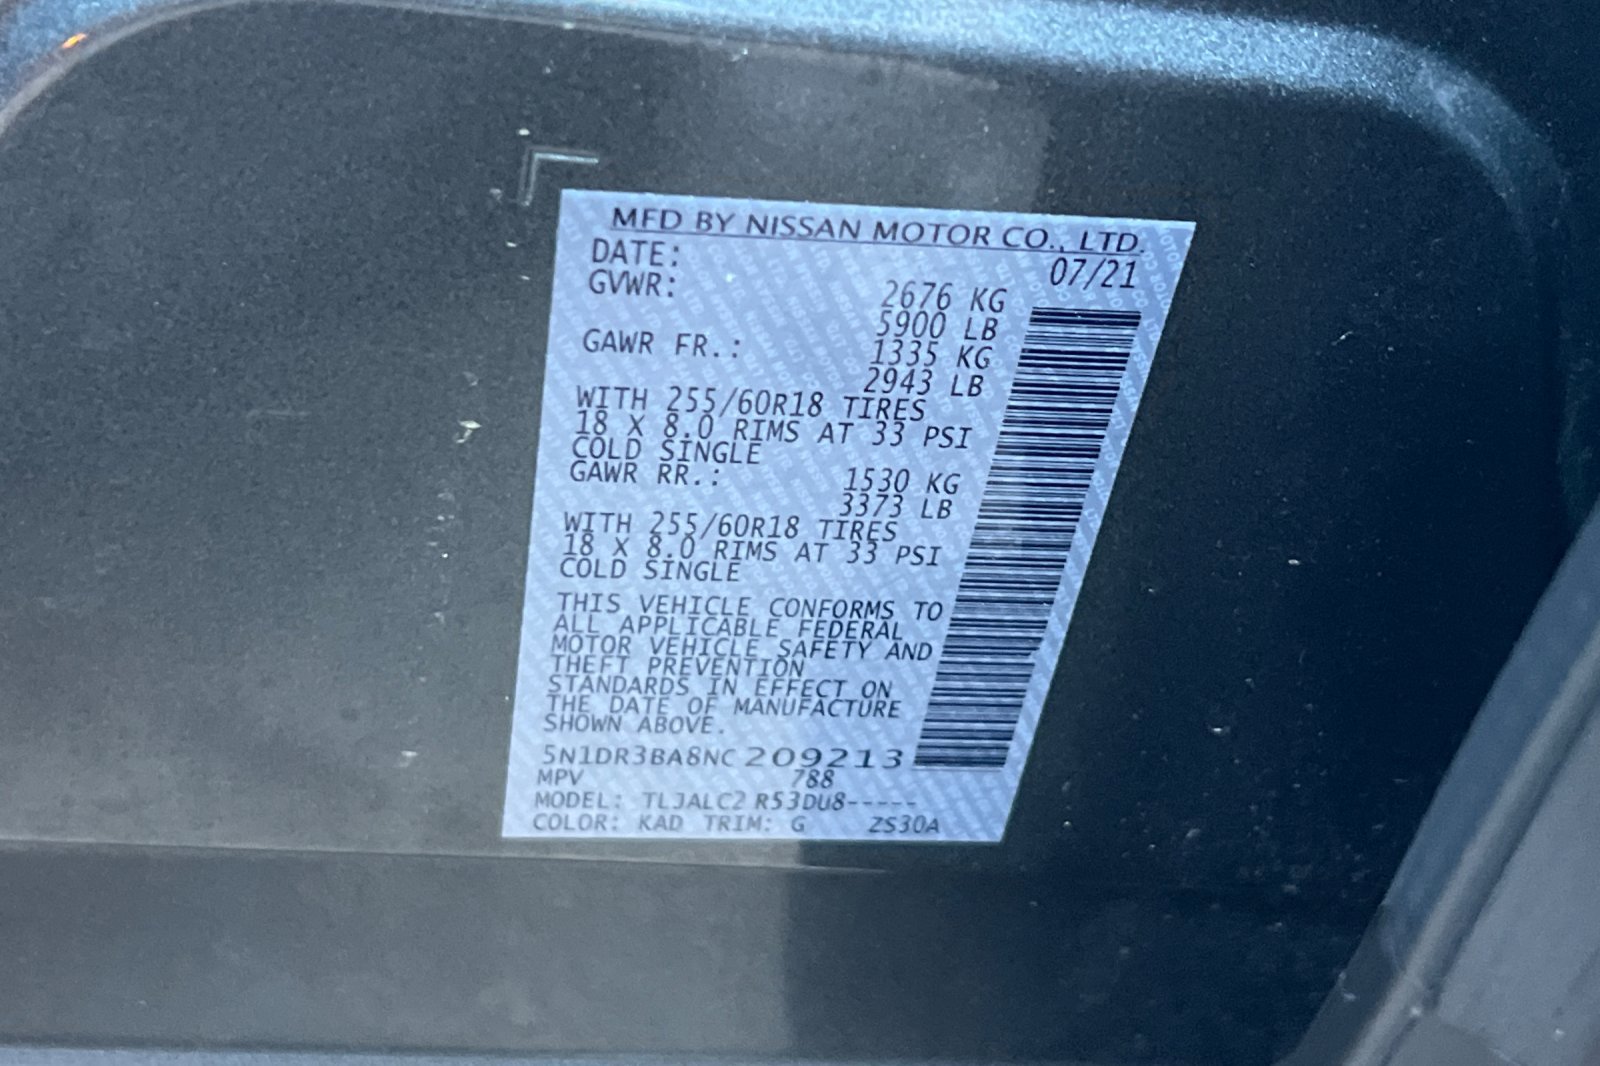 MFD BY NISSAN MOTOR CO., LTD.
DATE: 07/21
GVWR: 2676 KG
5900 LB
GAWR FR.: 1335 KG
2943 LB
WITH 255/60R18 TIRES
18 X 8.0 RIMS AT 33 PSI
COLD SINGLE
GAWR RR.: 1530 KG
3373 LB
WITH 255/60R18 TIRES
18 X 8.0 RIMS AT 33 PSI
COLD SINGLE
THIS VEHICLE CONFORMS TO
ALL APPLICABLE FEDERAL
MOTOR VEHICLE SAFETY AND
THEFT PREVENTION
STANDARDS IN EFFECT ON
THE DATE OF MANUFACTURE
SHOWN ABOVE.
5N1DR3BA8NC209213
MPV 788
MODEL: TLJALC2 R53DU8-----
COLOR: KAD TRIM: G ZS30A